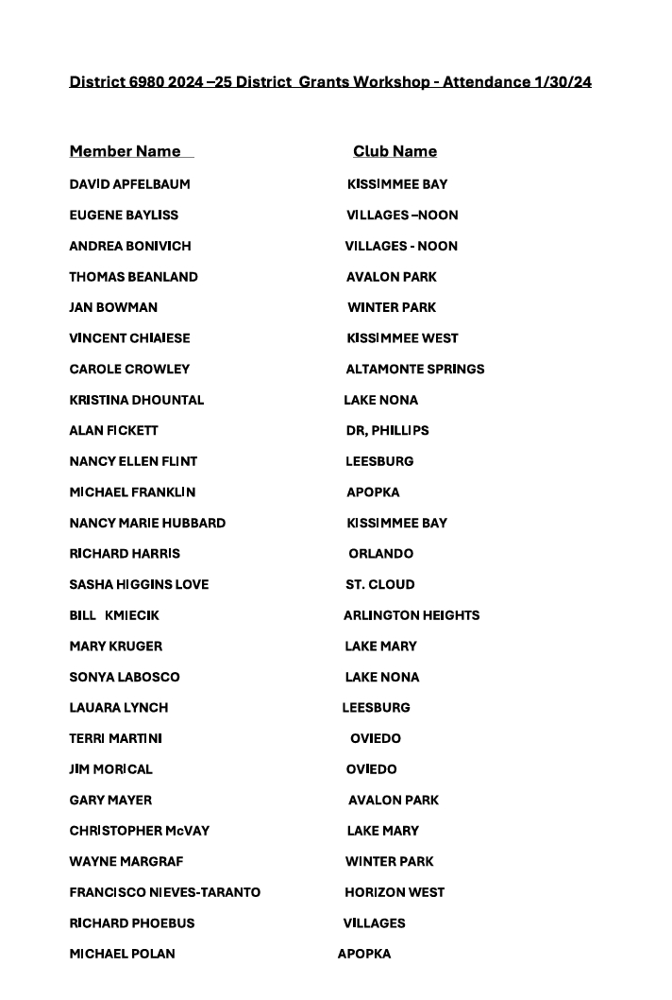 District 6980 2024 –25 District Grants Workshop - Attendance 1/30/24
Member Name Club Name
DAVID APFELBAUM KISSIMMEE BAY
EUGENE BAYLISS VILLAGES –NOON
ANDREA BONIVICH VILLAGES - NOON
THOMAS BEANLAND AVALON PARK
JAN BOWMAN WINTER PARK
VINCENT CHIAIESE KISSIMMEE WEST
CAROLE CROWLEY ALTAMONTE SPRINGS
KRISTINA DHOUNTAL LAKE NONA
ALAN FICKETT DR, PHILLIPS
NANCY ELLEN FLINT LEESBURG
MICHAEL FRANKLIN APOPKA
NANCY MARIE HUBBARD KISSIMMEE BAY
RICHARD HARRIS ORLANDO
SASHA HIGGINS LOVE ST. CLOUD
BILL KMIECIK ARLINGTON HEIGHTS
MARY KRUGER LAKE MARY
SONYA LABOSCO LAKE NONA
LAUARA LYNCH LEESBURG
TERRI MARTINI OVIEDO
JIM MORICAL OVIEDO
GARY MAYER AVALON PARK
CHRISTOPHER McVAY LAKE MARY
WAYNE MARGRAF WINTER PARK
FRANCISCO NIEVES-TARANTO HORIZON WEST
RICHARD PHOEBUS VILLAGES
MICHAEL POLAN APOPKA